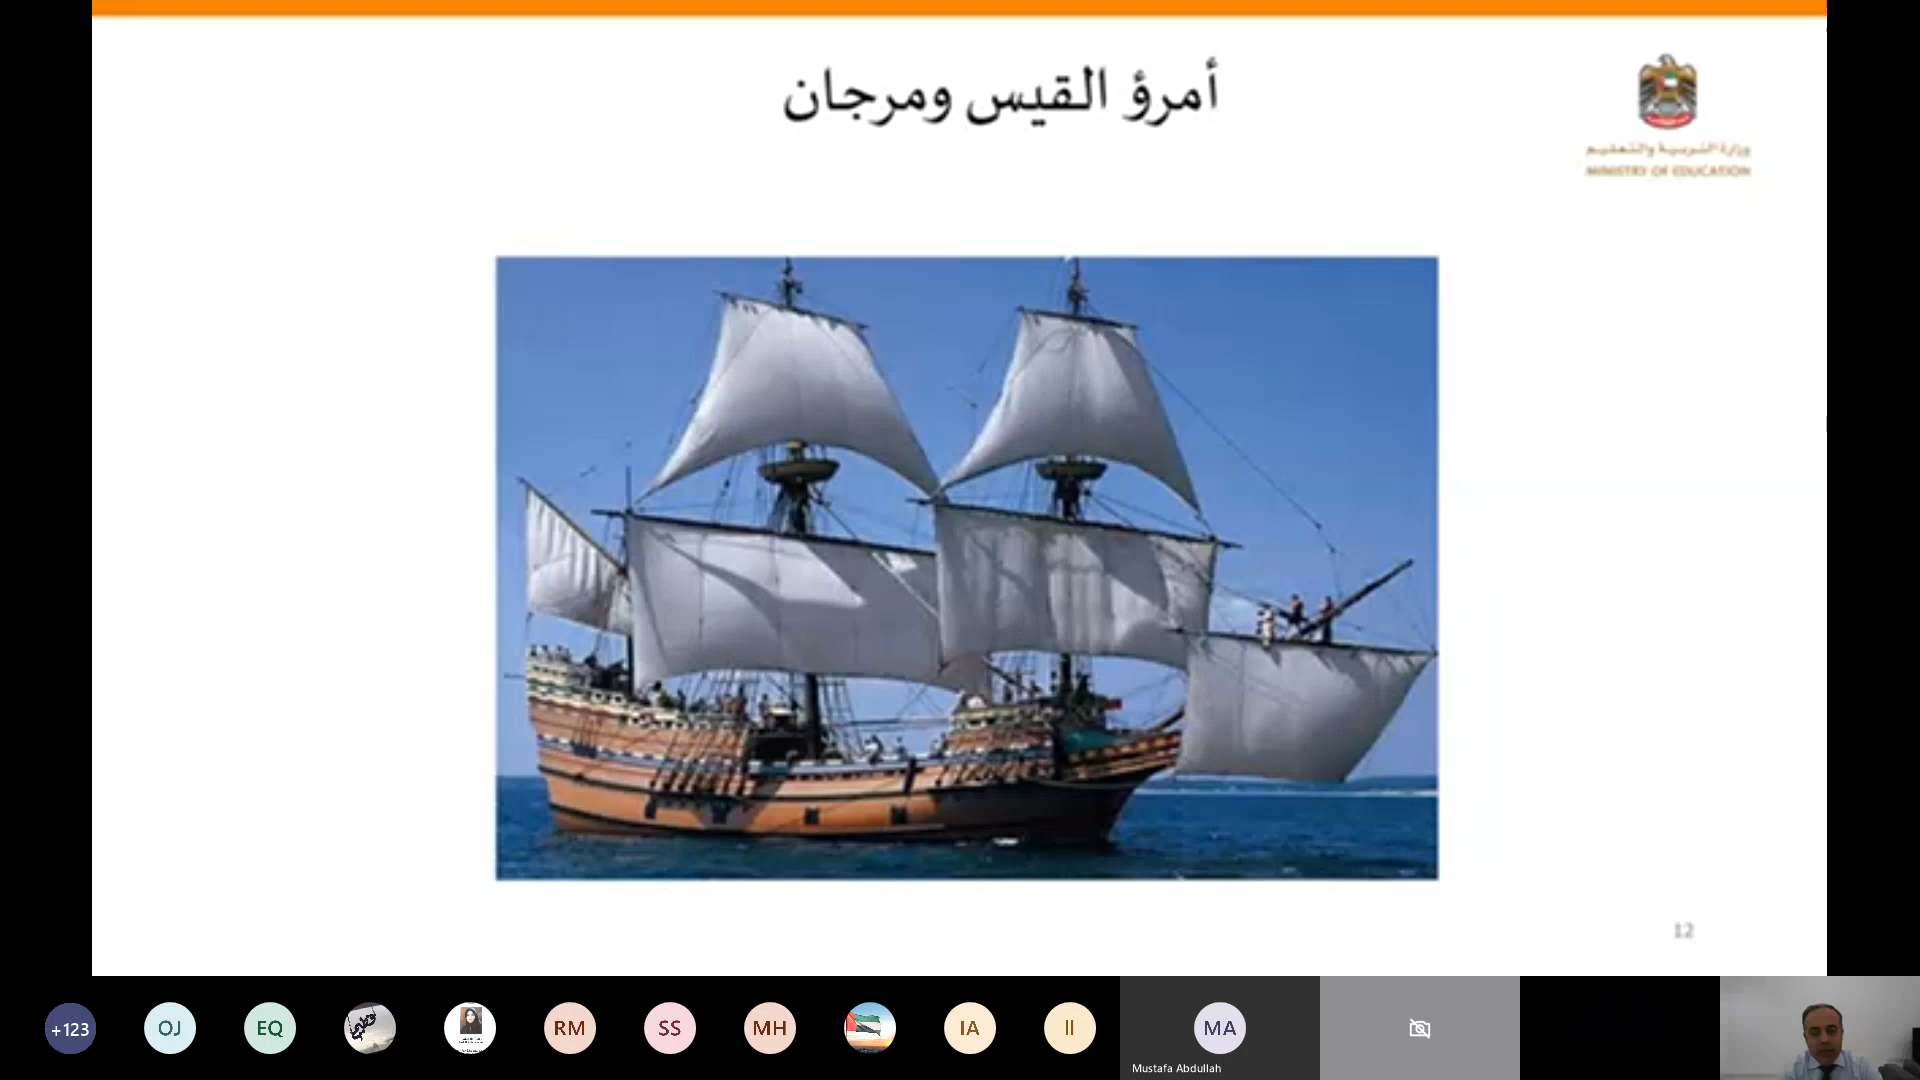 أمرؤ القيس ومرجان
وزارة التربية والتعليم
MINISTRY OF EDUCATION
12
+123
OJ
EQ
RM
SS
MH
IA
II
MA
Mustafa Abdullah